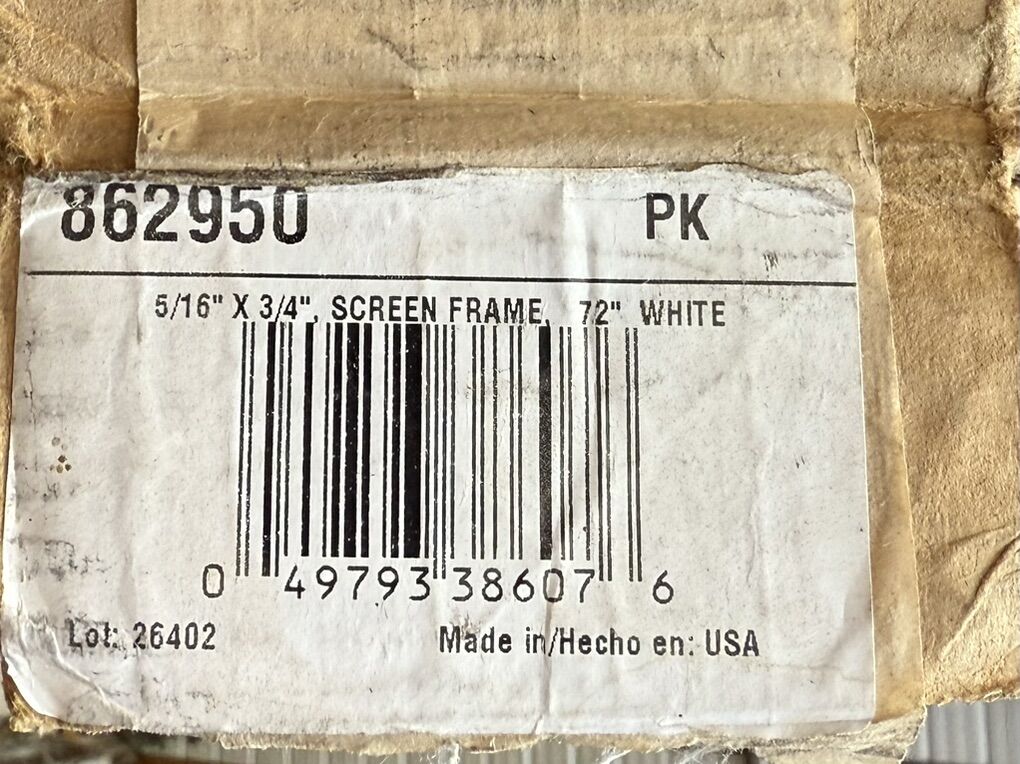 862950 PK
5/16" X 3/4", SCREEN FRAME, 72" WHITE
0 49793 38607 6
Lot: 26402 Made in/Hecho en: USA